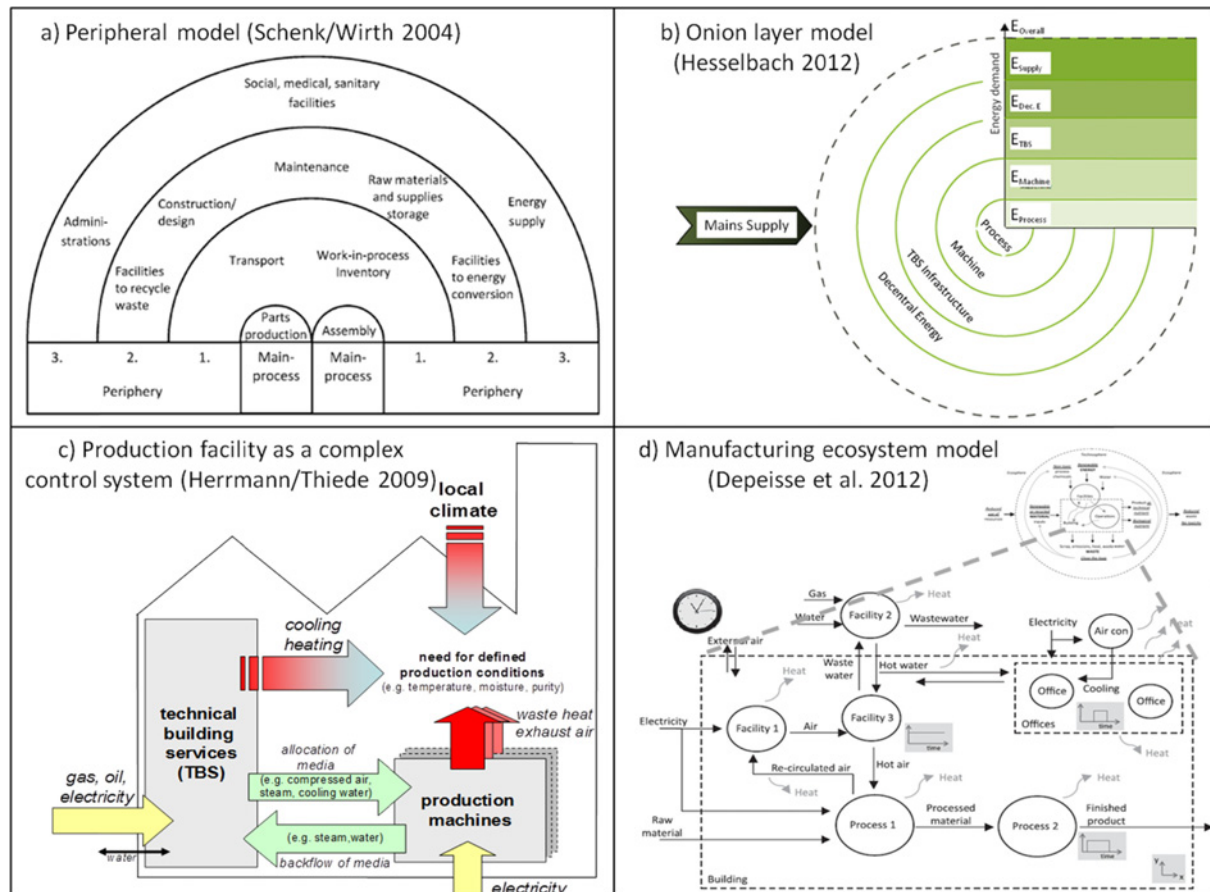 a) Peripheral model (Schenk/Wirth 2004)
Social, medical, sanitary
facilities
Maintenance
Construction/
design
Raw materials
and supplies
storage
Admini-
strations
Energy
supply
Facilities
to recycle
waste
Transport
Work-in-process
Inventory
Facilities
to energy
conversion
Parts
production
Assembly
3. 2. 1. Main-
process Main-
process 1. 2. 3.
Periphery Periphery
b) Onion layer model
(Hesselbach 2012)
Mains Supply
Energy demand
EOverall
ESupply
EDec. E
ETBS
EMachine
EProcess
Process
Machine
TBS Infrastructure
Decentral Energy
c) Production facility as a complex
control system (Herrmann/Thiede 2009)
local
climate
cooling
heating
need for defined
production conditions
(e.g. temperature, moisture, purity)
technical
building
services
(TBS)
waste heat
exhaust air
allocation of
media
(e.g. compressed air,
steam, cooling water)
production
machines
gas, oil,
electricity
(e.g. steam,water)
backflow of media
water
electricity
d) Manufacturing ecosystem model
(Depeisse et al. 2012)
Gas
Water
Facility 2
Heat
Wastewater
Electricity
Air con
Heat
External air
Waste
water
Hot water
Heat
Heat
Office
Cooling
Office
Offices
time
Heat
Electricity
Facility 1
Air
Facility 3
time
Re-circulated air
Heat
Hot air
Heat
Heat
Raw
material
Process 1
Processed
material
Process 2
Finished
product
time
Building
Y
X